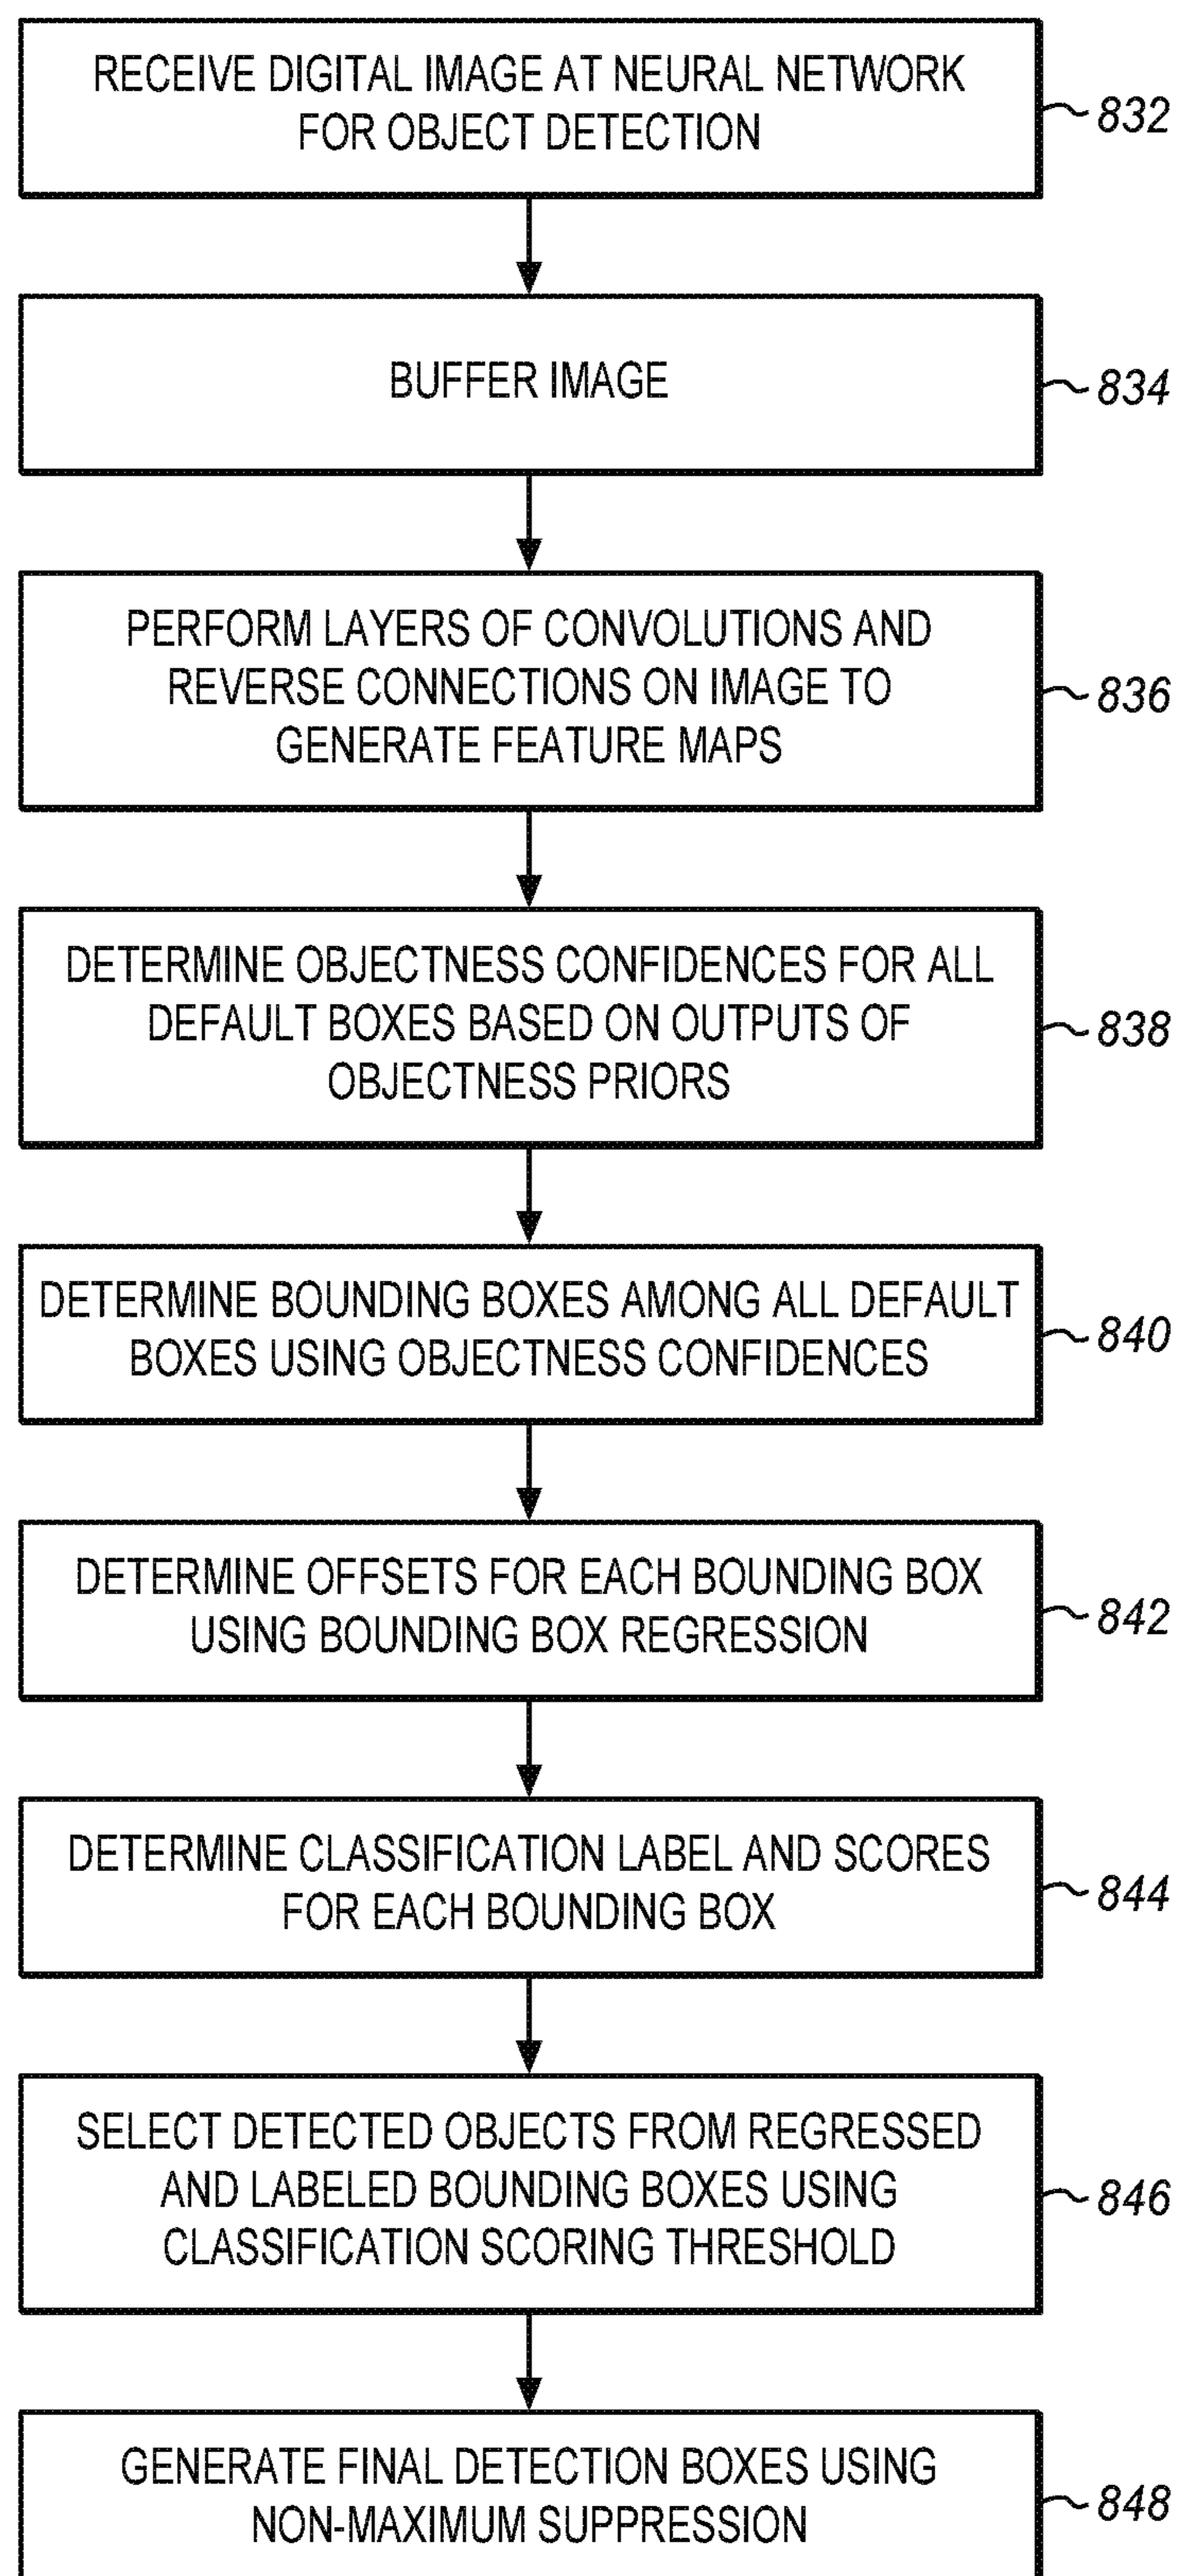 RECEIVE DIGITAL IMAGE AT NEURAL NETWORK
FOR OBJECT DETECTION
832
BUFFER IMAGE
834
PERFORM LAYERS OF CONVOLUTIONS AND
REVERSE CONNECTIONS ON IMAGE TO
GENERATE FEATURE MAPS
836
DETERMINE OBJECTNESS CONFIDENCES FOR ALL
DEFAULT BOXES BASED ON OUTPUTS OF
OBJECTNESS PRIORS
838
DETERMINE BOUNDING BOXES AMONG ALL DEFAULT
BOXES USING OBJECTNESS CONFIDENCES
840
DETERMINE OFFSETS FOR EACH BOUNDING BOX
USING BOUNDING BOX REGRESSION
842
DETERMINE CLASSIFICATION LABEL AND SCORES
FOR EACH BOUNDING BOX
844
SELECT DETECTED OBJECTS FROM REGRESSED
AND LABELED BOUNDING BOXES USING
CLASSIFICATION SCORING THRESHOLD
846
GENERATE FINAL DETECTION BOXES USING
NON-MAXIMUM SUPPRESSION
848